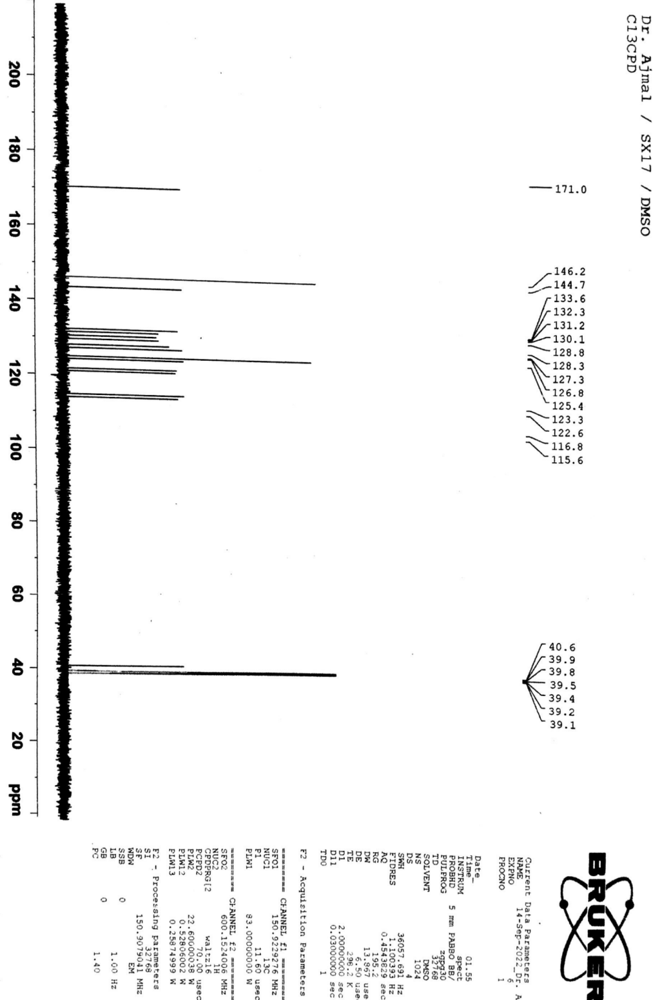 Dr. Ajmal / SX17 / DMSO
C13CPD
171.0
146.2
144.7
133.6
132.3
131.2
130.1
128.8
128.3
127.3
126.8
125.4
123.3
122.6
116.8
115.6
40.6
39.9
39.8
39.5
39.4
39.2
39.1
200 180 160 140 120 100 80 60 40 20 ppm
BRUKER
Current Data Parameters
NAME 14-Sep-2022_Dr. A
EXPNO 6
PROCNO 1
F2 - Acquisition Parameters
Date_
Time_ 01.55
INSTRUM spect
PROBHD 5 mm PABBO BB/
PULPROG zgpg30
TD 32768
SOLVENT DMSO
NS 1024
DS 4
SWH 36057.691 Hz
FIDRES 1.100393 Hz
AQ 0.4543829 sec
RG 195.2
DW 13.867 use
DE 6.50 use
TE 298.2 K
D1 2.00000000 sec
D11 0.03000000 sec
TD0 1
======== CHANNEL f1 ========
SFO1 150.9229276 MHz
NUC1 13C
P1 11.60 usec
PLW1 83.00000000 W
======== CHANNEL f2 ========
SFO2 600.1524006 MHz
NUC2 1H
CPDPRG[2 waltz16
PCPD2 70.00 usec
PLW2 22.60000038 W
PLW12 0.52806002 W
PLW13 0.25874999 W
F2 - Processing parameters
SI 32768
SF 150.9079041 MHz
WDW EM
SSB 0
LB 1.00 Hz
GB 0
PC 1.40